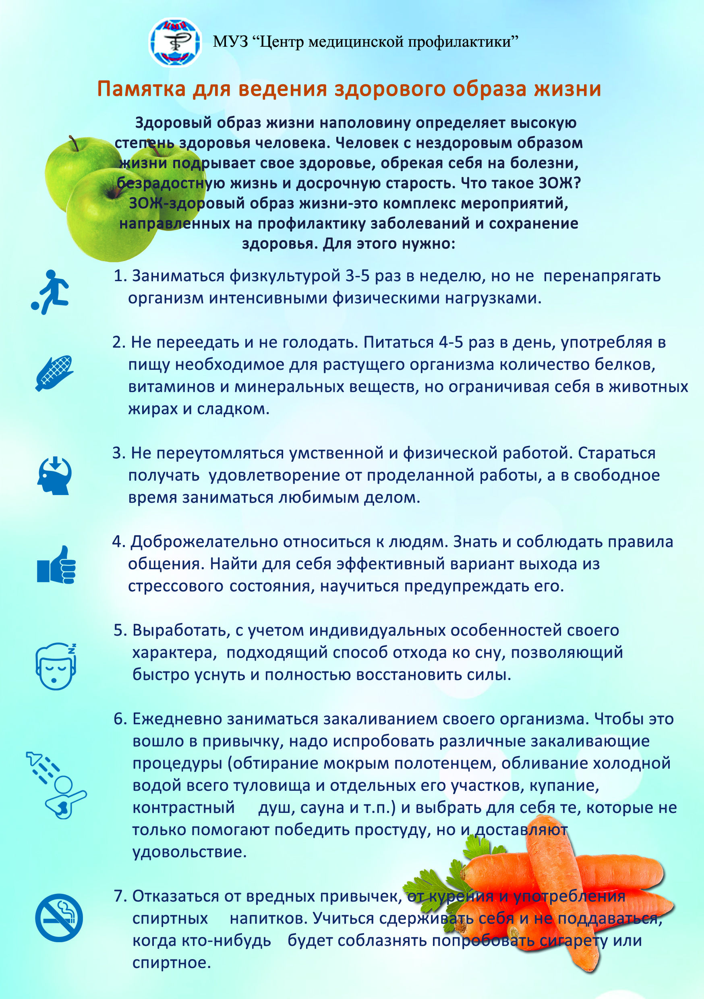 ЦМП
МУЗ “Центр медицинской профилактики”
Памятка для ведения здорового образа жизни
Здоровый образ жизни наполовину определяет высокую
степень здоровья человека. Человек с нездоровым образом
жизни подрывает свое здоровье, обрекая себя на болезни,
безрадостную жизнь и досрочную старость. Что такое ЗОЖ?
ЗОЖ-здоровый образ жизни-это комплекс мероприятий,
направленных на профилактику заболеваний и сохранение
здоровья. Для этого нужно:
1. Заниматься физкультурой 3-5 раз в неделю, но не перенапрягать
организм интенсивными физическими нагрузками.
2. Не переедать и не голодать. Питаться 4-5 раз в день, употребляя в
пищу необходимое для растущего организма количество белков,
витаминов и минеральных веществ, но ограничивая себя в животных
жирах и сладком.
3. Не переутомляться умственной и физической работой. Стараться
получать удовлетворение от проделанной работы, а в свободное
время заниматься любимым делом.
4. Доброжелательно относиться к людям. Знать и соблюдать правила
общения. Найти для себя эффективный вариант выхода из
стрессового состояния, научиться предупреждать его.
5. Выработать, с учетом индивидуальных особенностей своего
характера, подходящий способ отхода ко сну, позволяющий
быстро уснуть и полностью восстановить силы.
6. Ежедневно заниматься закаливанием своего организма. Чтобы это
вошло в привычку, надо испробовать различные закаливающие
процедуры (обтирание мокрым полотенцем, обливание холодной
водой всего туловища и отдельных его участков, купание,
контрастный душ, сауна и т.п.) и выбрать для себя те, которые не
только помогают победить простуду, но и доставляют
удовольствие.
7. Отказаться от вредных привычек, от курения и употребления
спиртных напитков. Учиться сдерживать себя и не поддаваться,
когда кто-нибудь будет соблазнять попробовать сигарету или
спиртное.